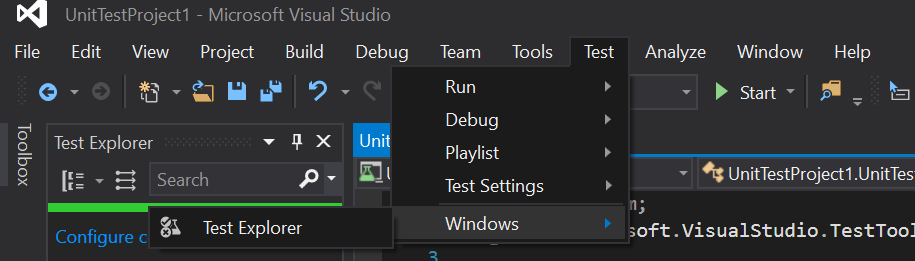 UnitTestProject1 - Microsoft Visual Studio
File Edit View Project Build Debug Team Tools Test Analyze Window Help
Start
Toolbox
Test Explorer
Search
Configure c
Test Explorer
Run
Debug
Playlist
Test Settings
Windows
Unit
UnitTestProject1.UnitTes
m;
soft.VisualStudio.TestTool
3